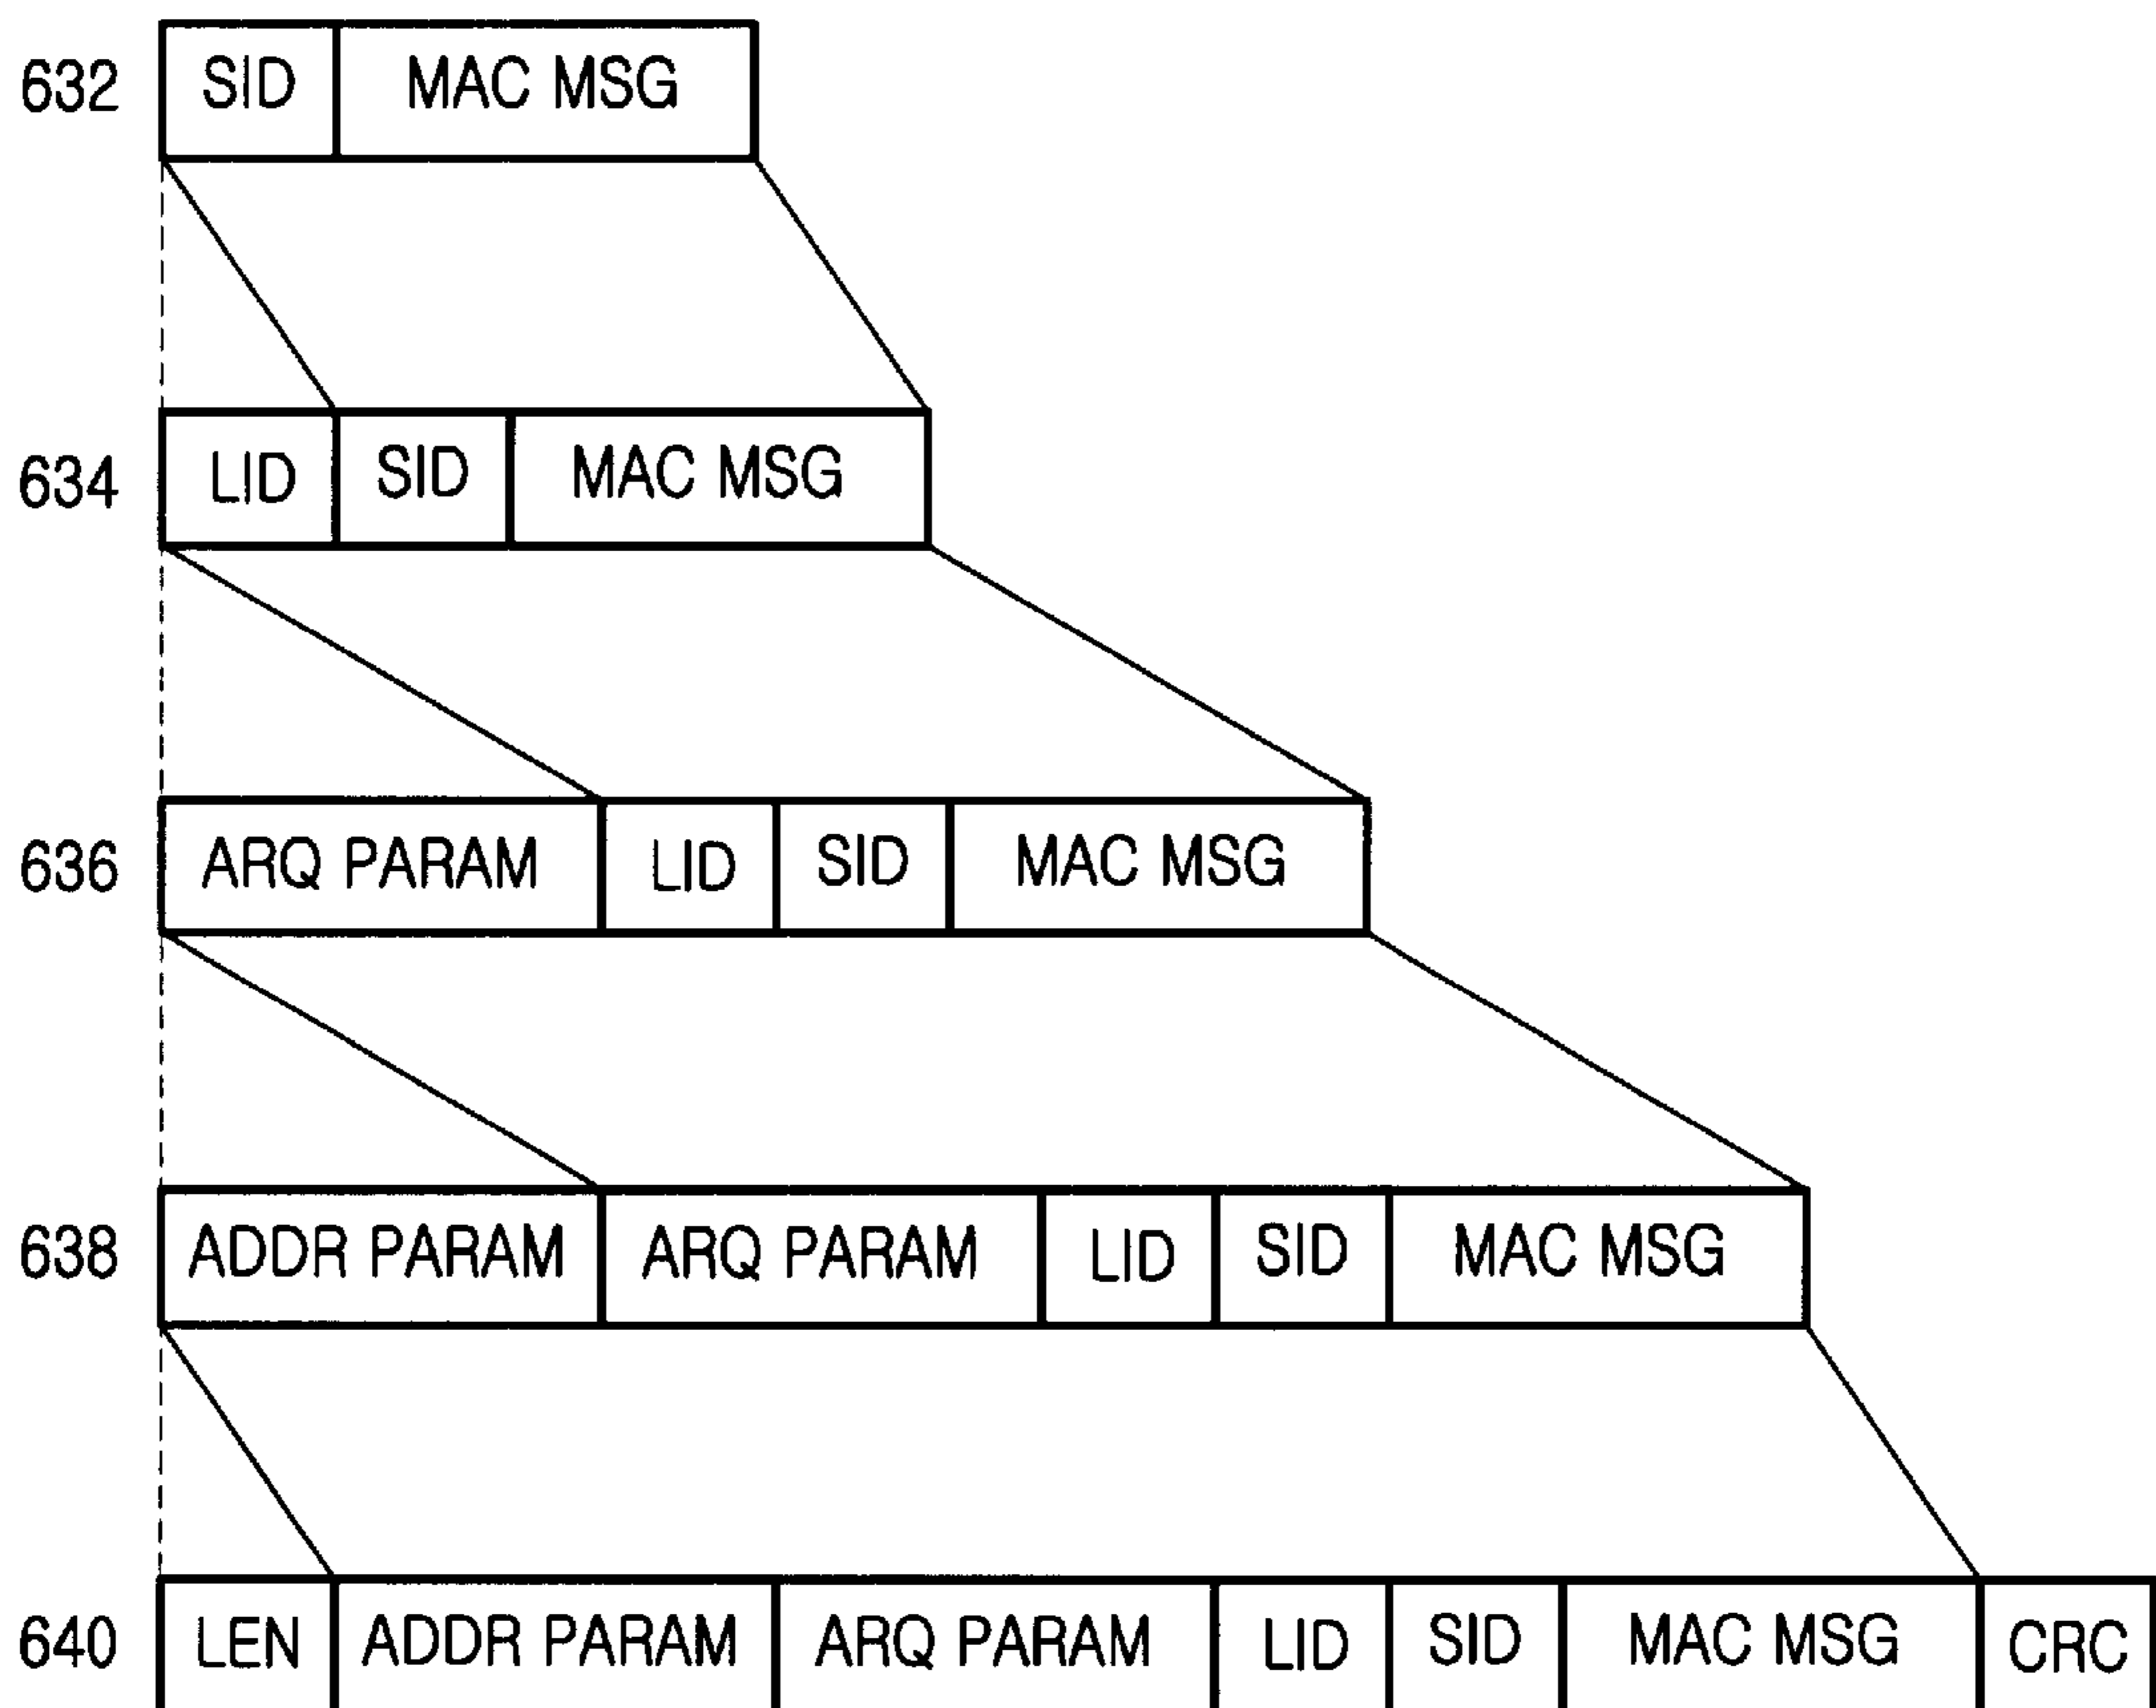 632 SID MAC MSG
634 LID SID MAC MSG
636 ARQ PARAM LID SID MAC MSG
638 ADDR PARAM ARQ PARAM LID SID MAC MSG
640 LEN ADDR PARAM ARQ PARAM LID SID MAC MSG CRC